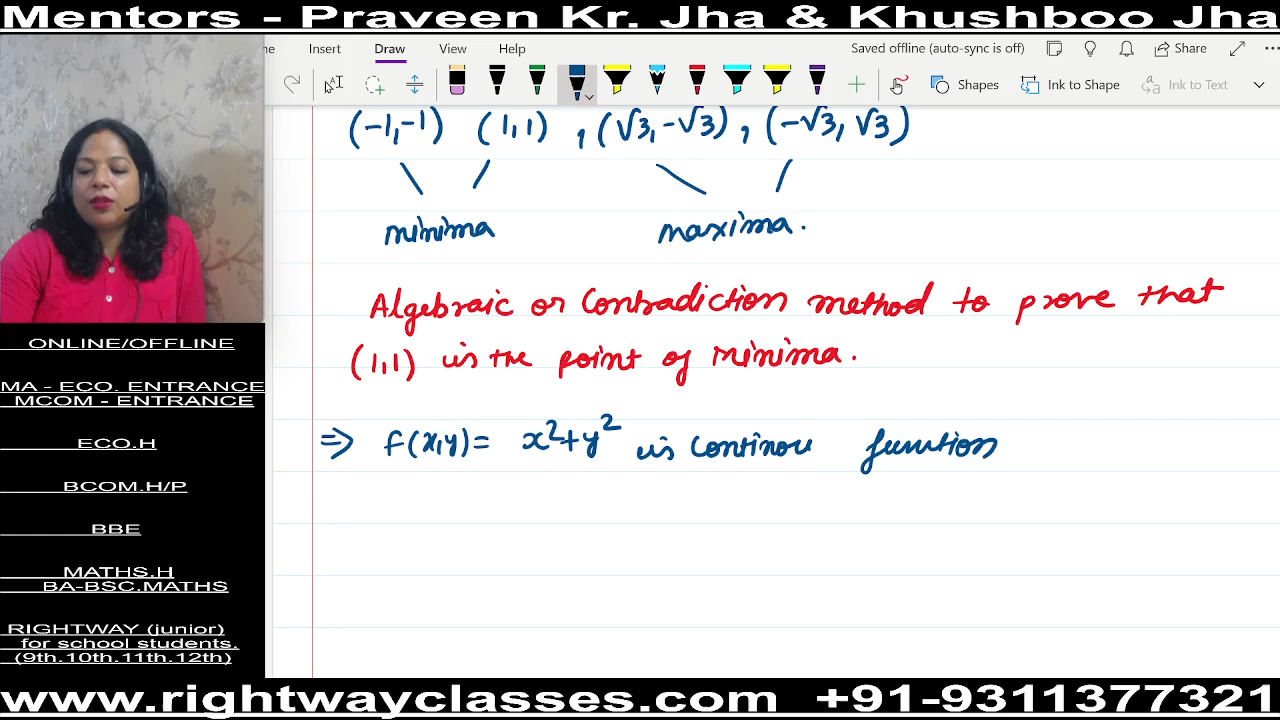 Mentors - Praveen Kr. Jha & Khushboo Jha
Insert Draw View Help Saved offline (auto-sync is off) Share
Shapes Ink to Shape Ink to Text
(-1,-1) (1,1) , (√3,-√3) , (-√3, √3)
minima maxima.
Algebraic or Contradiction method to prove that
(1,1) is the point of minima.
⇒ f(x,y)= x²+y² is continou function
ONLINE/OFFLINE
MA - ECO. ENTRANCE
MCOM - ENTRANCE
ECO.H
BCOM.H/P
BBE
MATHS.H
BA-BSC.MATHS
RIGHTWAY (junior)
for school students.
(9th.10th.11th.12th)
www.rightwayclasses.com +91-9311377321